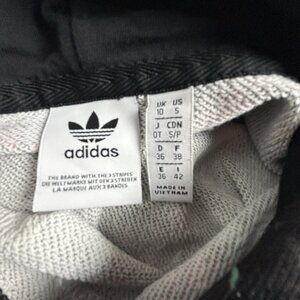 adidas
THE BRAND WITH THE 3 STRIPES
DIE WELTMARKE MIT DEN 3 STREIFEN
LA MARQUE AUX 3 BANDES
UK US
10 S
J CDN
OT S/P
D F
36 38
E I
36 42
MADE IN
VIETNAM